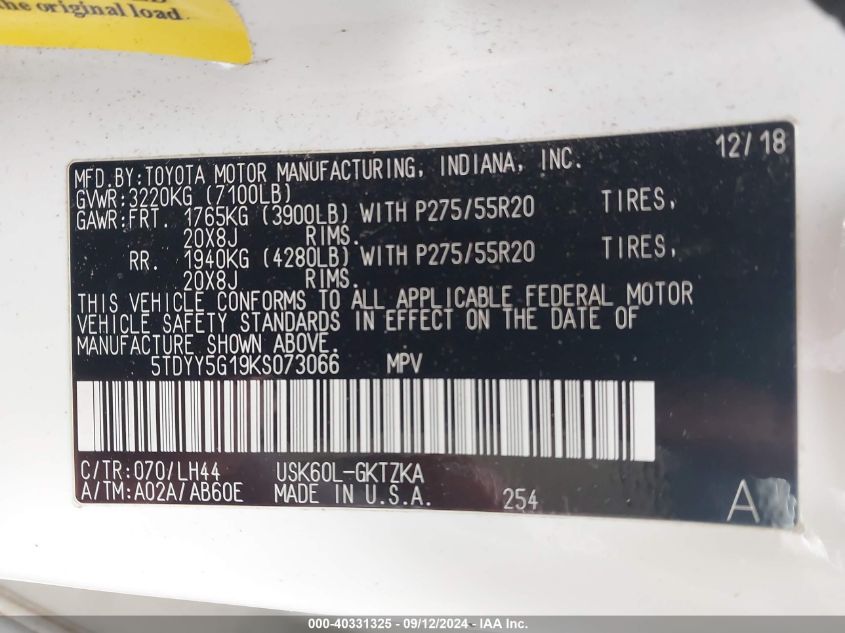 the original load
MFD.BY:TOYOTA MOTOR MANUFACTURING, INDIANA, INC. 12/18
GVWR:3220KG (7100LB)
GAWR:FRT. 1765KG (3900LB) WITH P275/55R20 TIRES,
20X8J RIMS.
RR. 1940KG (4280LB) WITH P275/55R20 TIRES,
20X8J RIMS.
THIS VEHICLE CONFORMS TO ALL APPLICABLE FEDERAL MOTOR
VEHICLE SAFETY STANDARDS IN EFFECT ON THE DATE OF
MANUFACTURE SHOWN ABOVE.
5TDYY5G19KS073066 MPV
C/TR:070/LH44 USK60L-GKTZKA
A/TM:A02A/AB60E MADE IN U.S.A. 254 A
000-40331325 - 09/12/2024 - IAA Inc.